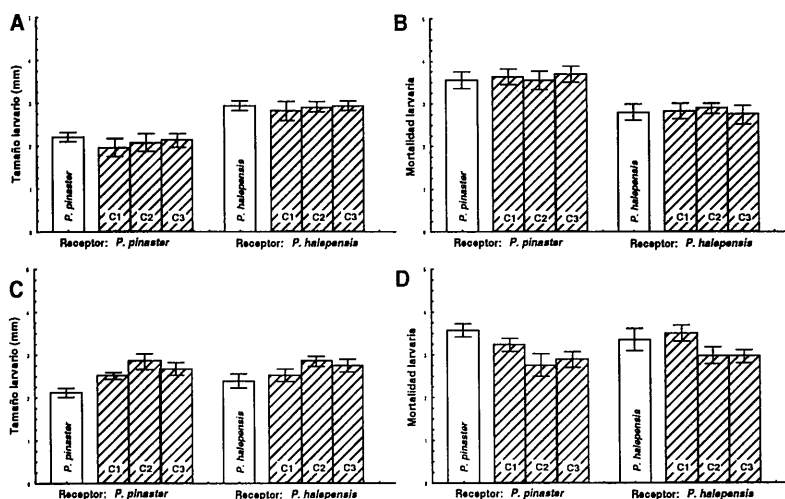 A
Tamaño larvario (mm)
P. pinaster
C1
C2
C3
P. halepensis
C1
C2
C3
Receptor: P. pinaster
Receptor: P. halepensis
B
Mortalidad larvaria
P. pinaster
C1
C2
C3
P. halepensis
C1
C2
C3
Receptor: P. pinaster
Receptor: P. halepensis
C
Tamaño larvario (mm)
P. pinaster
C1
C2
C3
P. halepensis
C1
C2
C3
Receptor: P. pinaster
Receptor: P. halepensis
D
Mortalidad larvaria
P. pinaster
C1
C2
C3
P. halepensis
C1
C2
C3
Receptor: P. pinaster
Receptor: P. halepensis